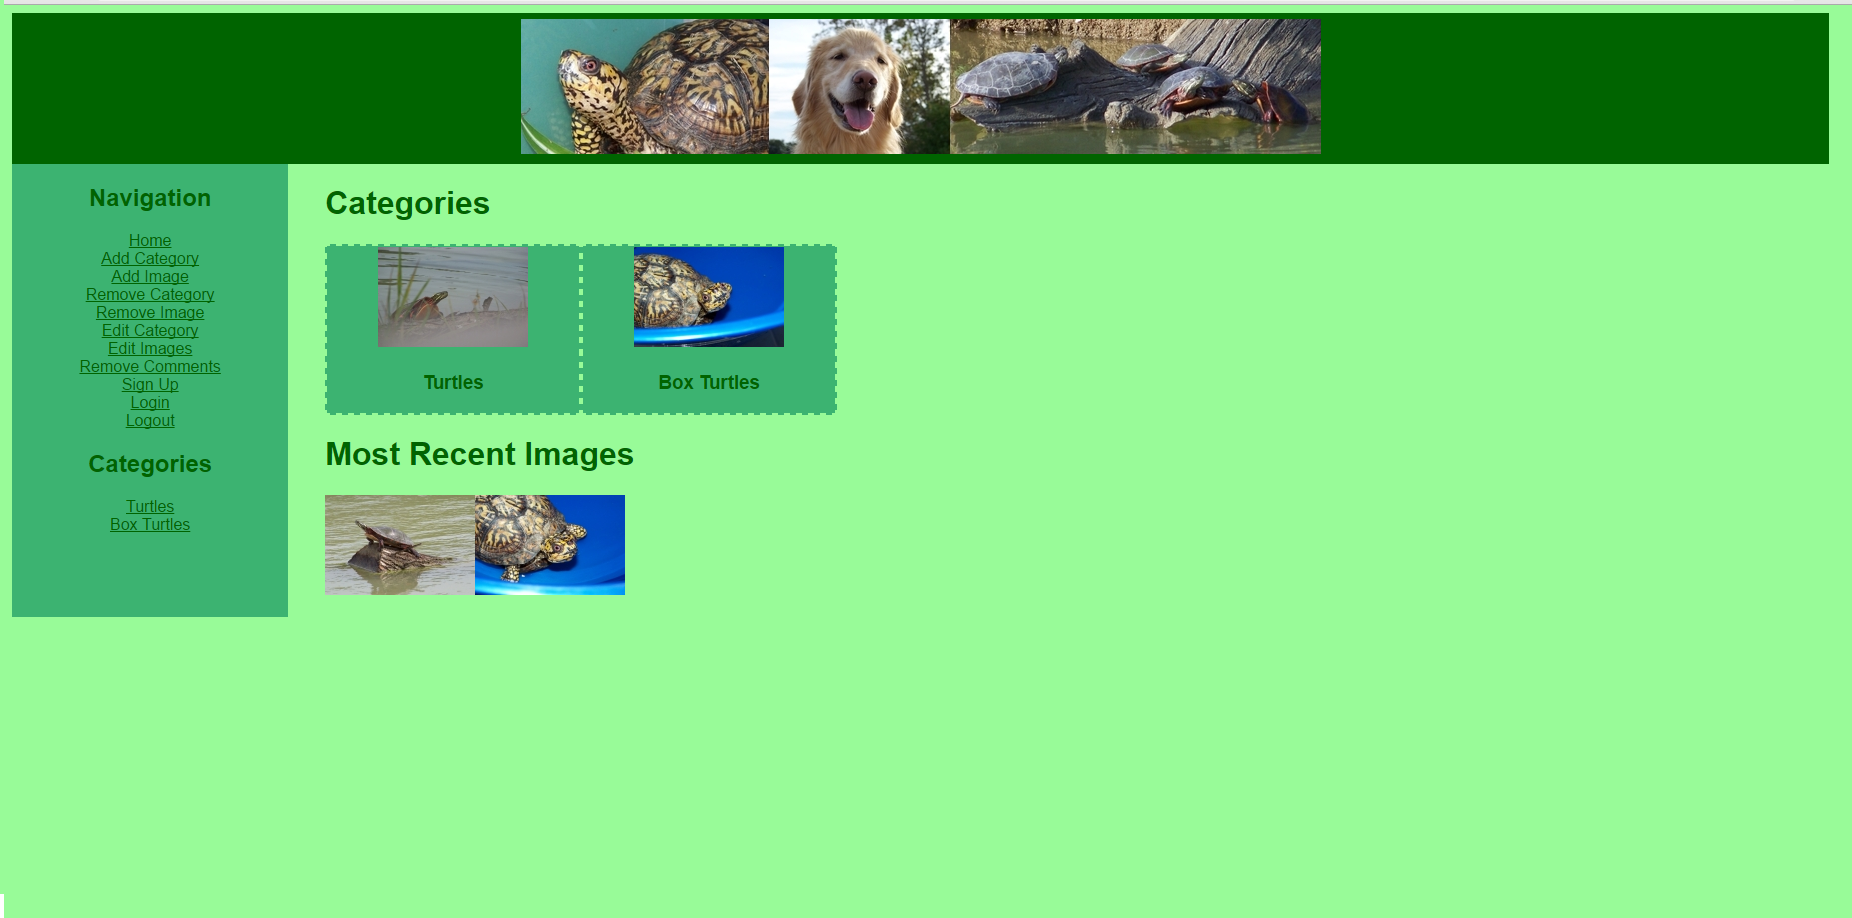 Navigation
Home
Add Category
Add Image
Remove Category
Remove Image
Edit Category
Edit Images
Remove Comments
Sign Up
Login
Logout
Categories
Turtles
Box Turtles
Categories
Turtles
Box Turtles
Most Recent Images